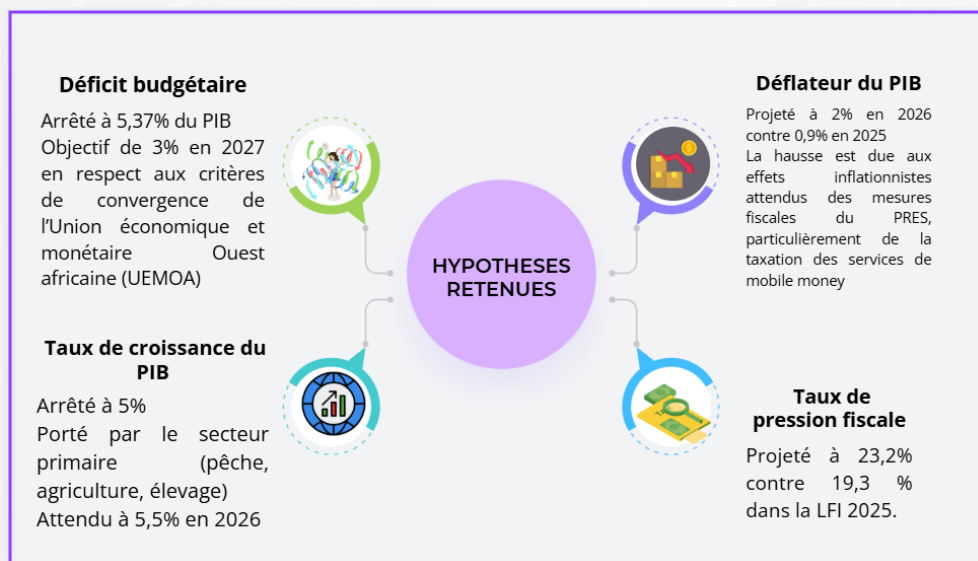 Déficit budgétaire
Arrêté à 5,37% du PIB
Objectif de 3% en 2027
en respect aux critères
de convergence de
l'Union économique et
monétaire Ouest
africaine (UEMOA)
Taux de croissance du
PIB
Arrêté à 5%
Porté par le secteur
primaire (pêche,
agriculture, élevage)
Attendu à 5,5% en 2026
HYPOTHESES
RETENUES
Déflateur du PIB
Projeté à 2% en 2026
contre 0,9% en 2025
La hausse est due aux
effets inflationnistes
attendus des mesures
fiscales du PRES,
particulièrement de la
taxation des services de
mobile money
Taux de
pression fiscale
Projeté à 23,2%
contre 19,3 %
dans la LFI 2025.